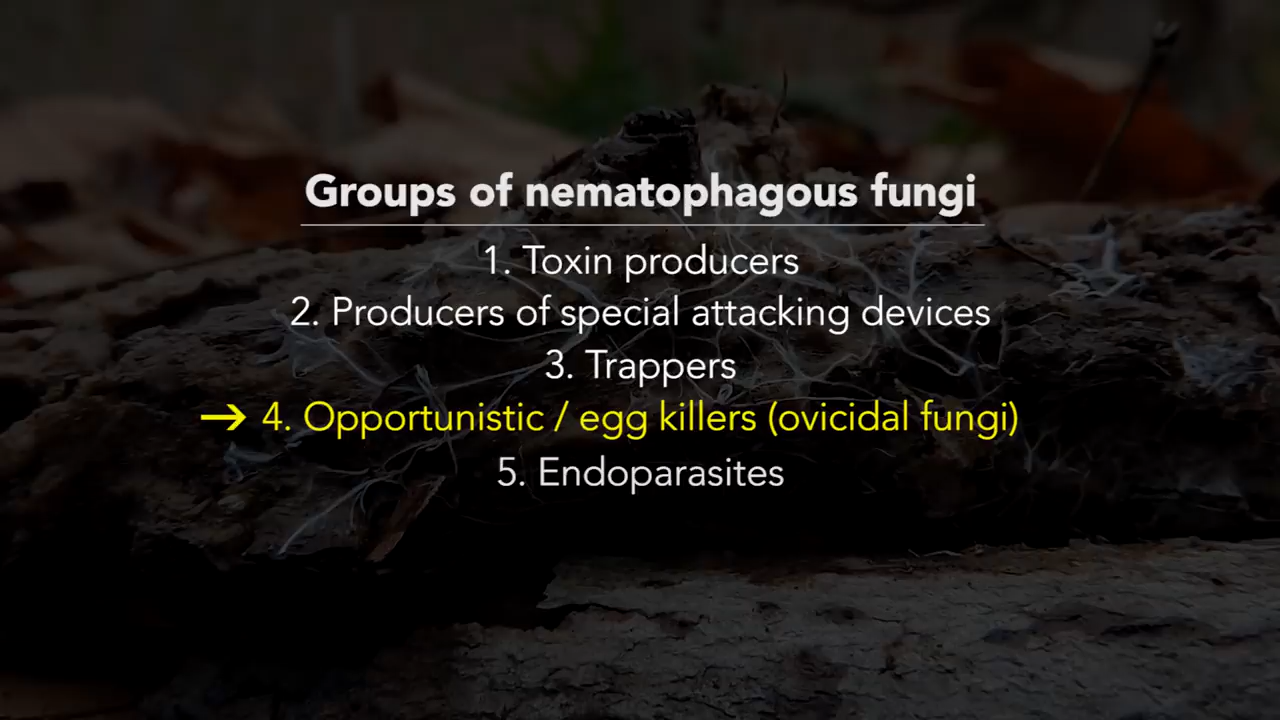 Groups of nematophagous fungi
1. Toxin producers
2. Producers of special attacking devices
3. Trappers
→ 4. Opportunistic / egg killers (ovicidal fungi)
5. Endoparasites